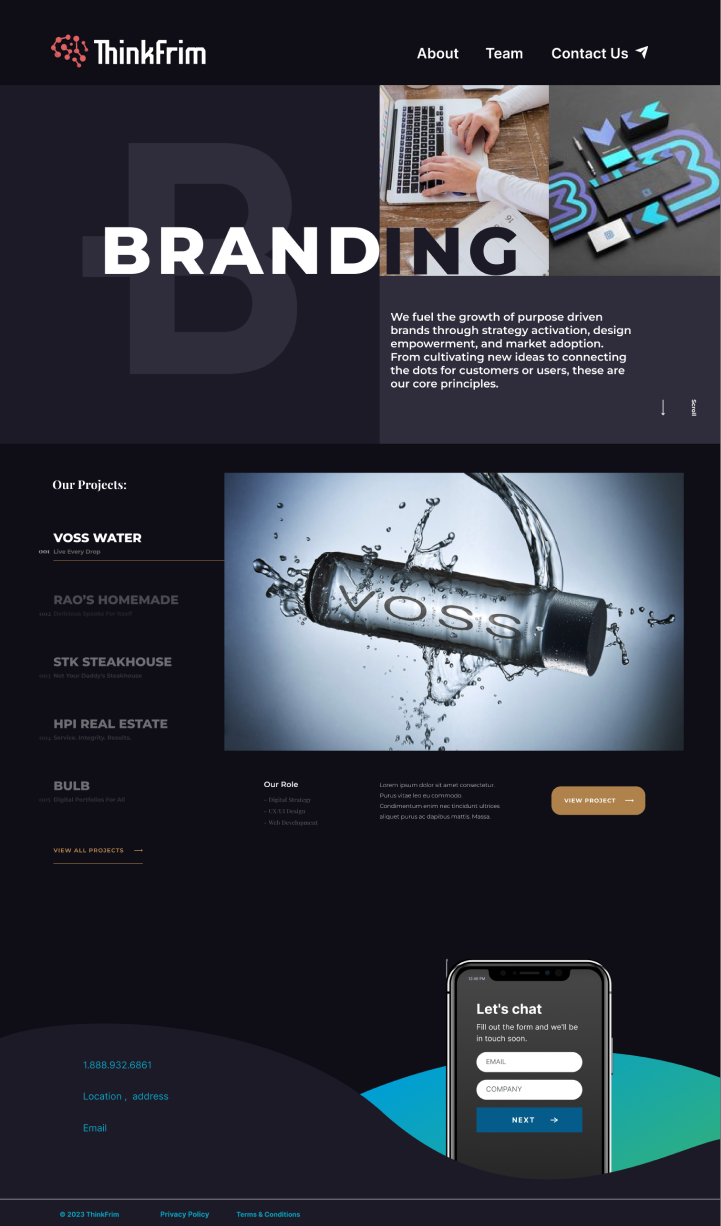 ThinkFrim
About
Team
Contact Us
B
BRANDING
We fuel the growth of purpose driven
brands through strategy activation, design
empowerment, and market adoption.
From cultivating new ideas to connecting
the dots for customers or users, these are
our core principles.
Scroll
Our Projects:
VOSS WATER
001 Live Every Drop
RAO'S HOMEMADE
002 Delicious Speaks For Itself
STK STEAKHOUSE
003 Not Your Daddy's Steakhouse
HPI REAL ESTATE
004 Service. Integrity. Results.
BULB
005 Digital Portfolios For All
VIEW ALL PROJECTS
VOSS
Our Role
- Digital Strategy
- UX/UI Design
- Web Development
Lorem ipsum dolor sit amet consectetur.
Purus vitae leo eu commodo.
Condimentum enim nec tincidunt ultrices
aliquet purus ac dapibus mattis. Massa.
VIEW PROJECT
Let's chat
Fill out the form and we'll be
in touch soon.
EMAIL
COMPANY
NEXT
1.888.932.6861
Location , address
Email
© 2023 ThinkFrim
Privacy Policy
Terms & Conditions